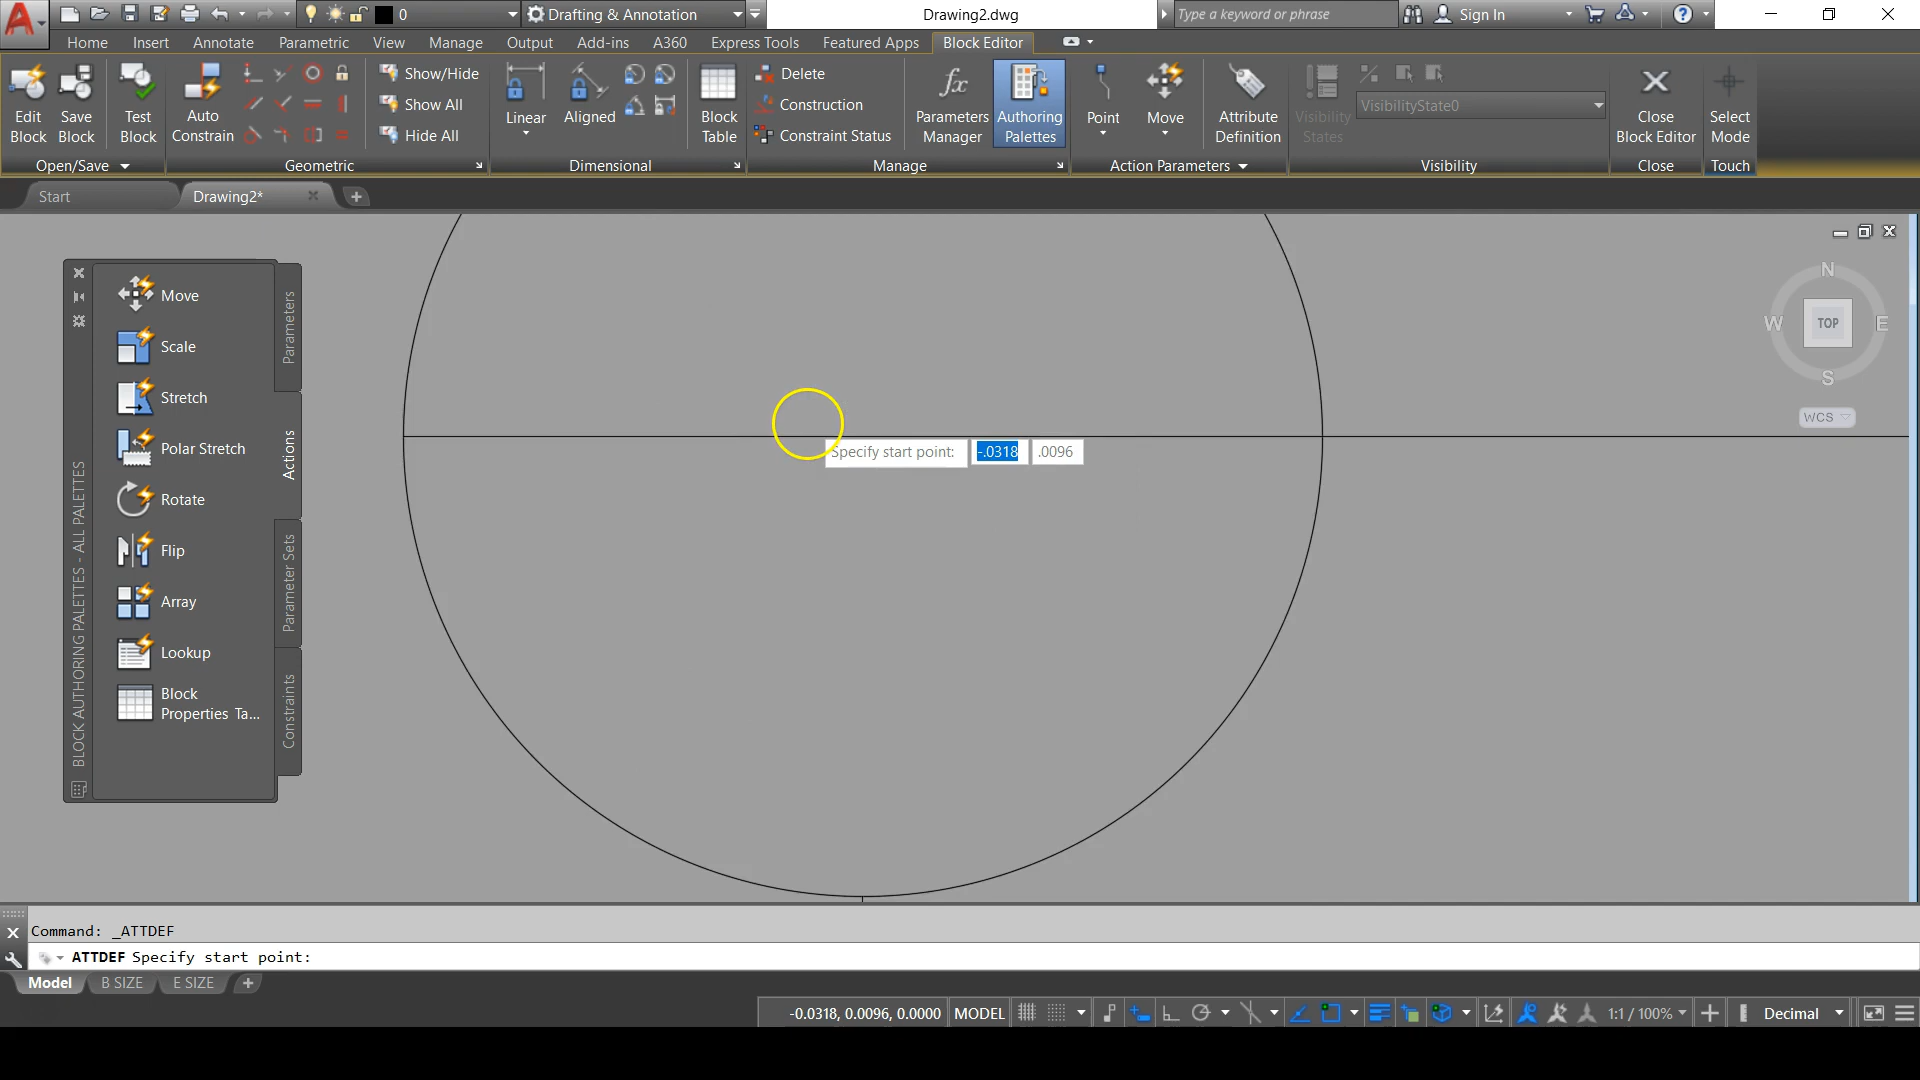 0
Drafting & Annotation
Drawing2.dwg
Type a keyword or phrase
Sign In
Home
Insert
Annotate
Parametric
View
Manage
Output
Add-ins
A360
Express Tools
Featured Apps
Block Editor
Edit
Block
Save
Block
Test
Block
Auto
Constrain
Show/Hide
Show All
Hide All
Linear
Aligned
Block
Table
Delete
Construction
Constraint Status
Parameters
Manager
Authoring
Palettes
Point
Move
Attribute
Definition
Visibility
States
VisibilityState0
Close
Block Editor
Select
Mode
Open/Save
Geometric
Dimensional
Manage
Action Parameters
Visibility
Close
Touch
Start
Drawing2*
Move
Scale
Stretch
Polar Stretch
Rotate
Flip
Array
Lookup
Block
Properties Ta...
Parameters
Actions
Parameter Sets
Constraints
BLOCK AUTHORING PALETTES - ALL PALETTES
N
W
TOP
E
S
WCS
Specify start point:
-.0318
.0096
Command: _ATTDEF
ATTDEF Specify start point:
Model
B SIZE
E SIZE
-0.0318, 0.0096, 0.0000
MODEL
1:1 / 100%
Decimal